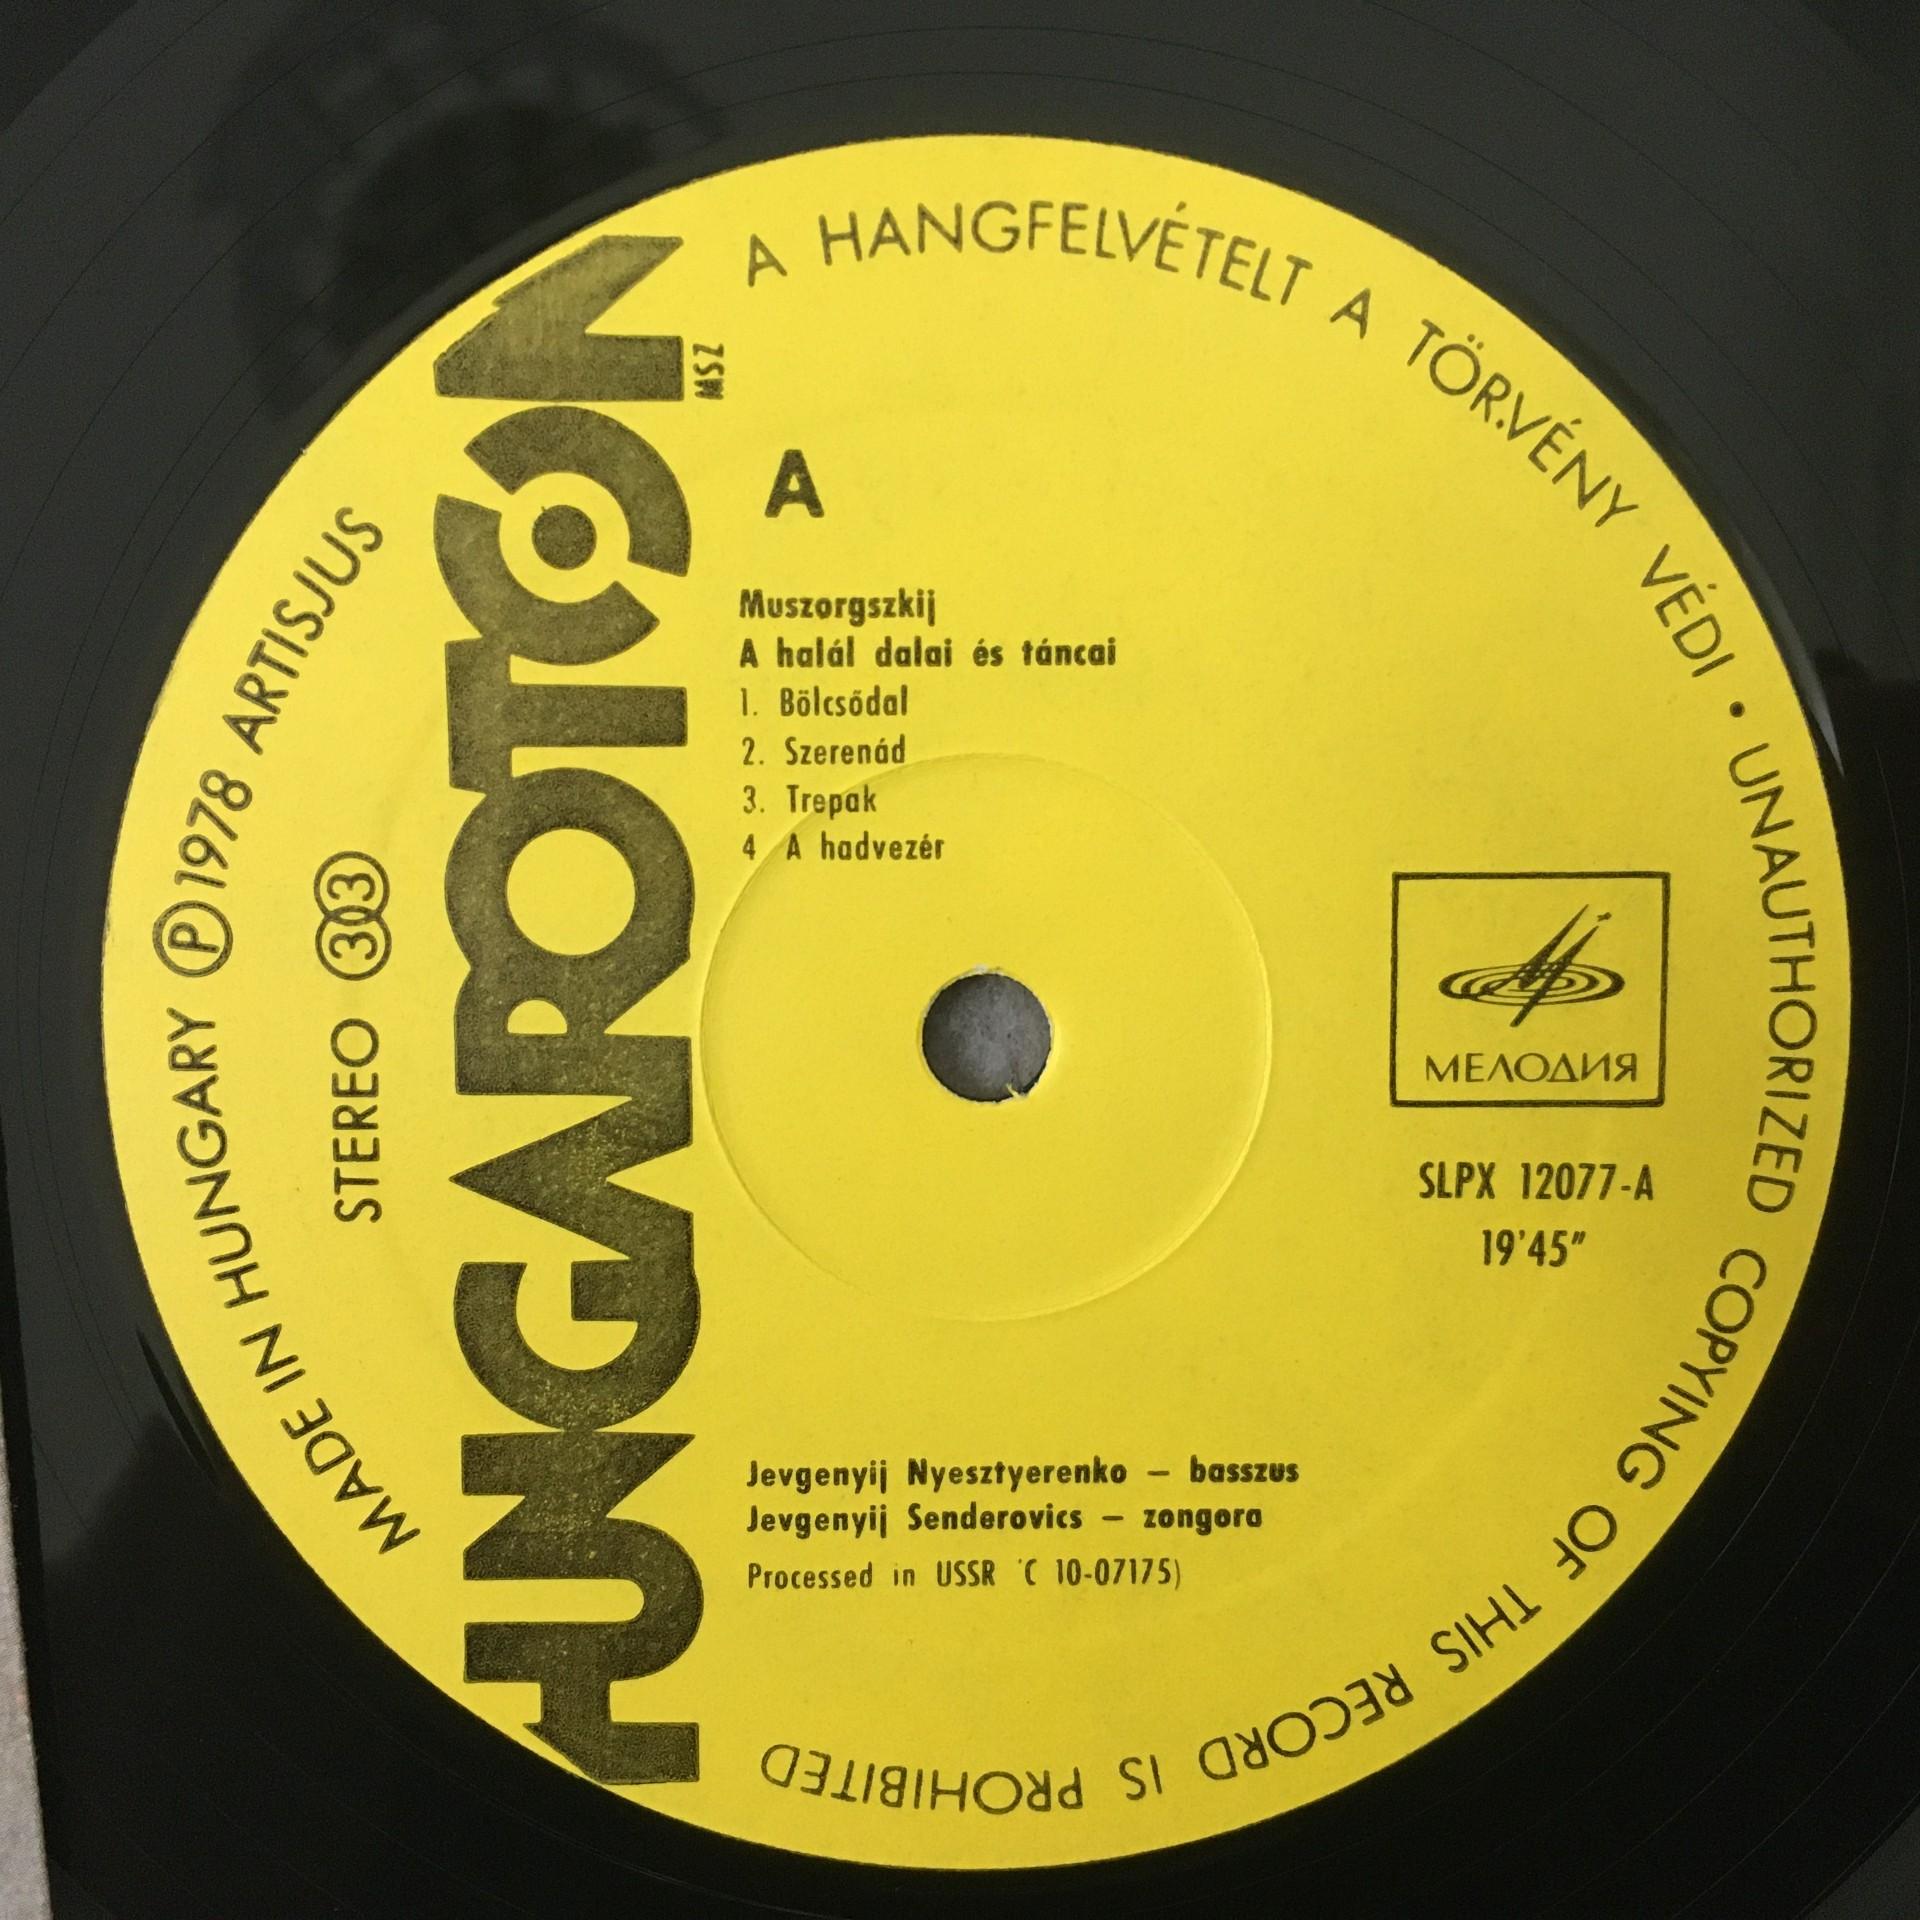 A HANGFELVÉTELT A TÖRVÉNY VÉDI • UNAUTHORIZED COPYING OF THIS RECORD IS PROHIBITED
MADE IN HUNGARY Ⓟ 1978 ARTISJUS
STEREO 33
HUNGAROTON
MSZ
A
Muszorgszkij
A halál dalai és táncai
1. Bölcsődal
2. Szerenád
3. Trepak
4 A hadvezér
МЕЛОДИЯ
SLPX 12077-A
19'45"
Jevgenyij Nyesztyerenko – basszus
Jevgenyij Senderovics – zongora
Processed in USSR 'C 10-07175)